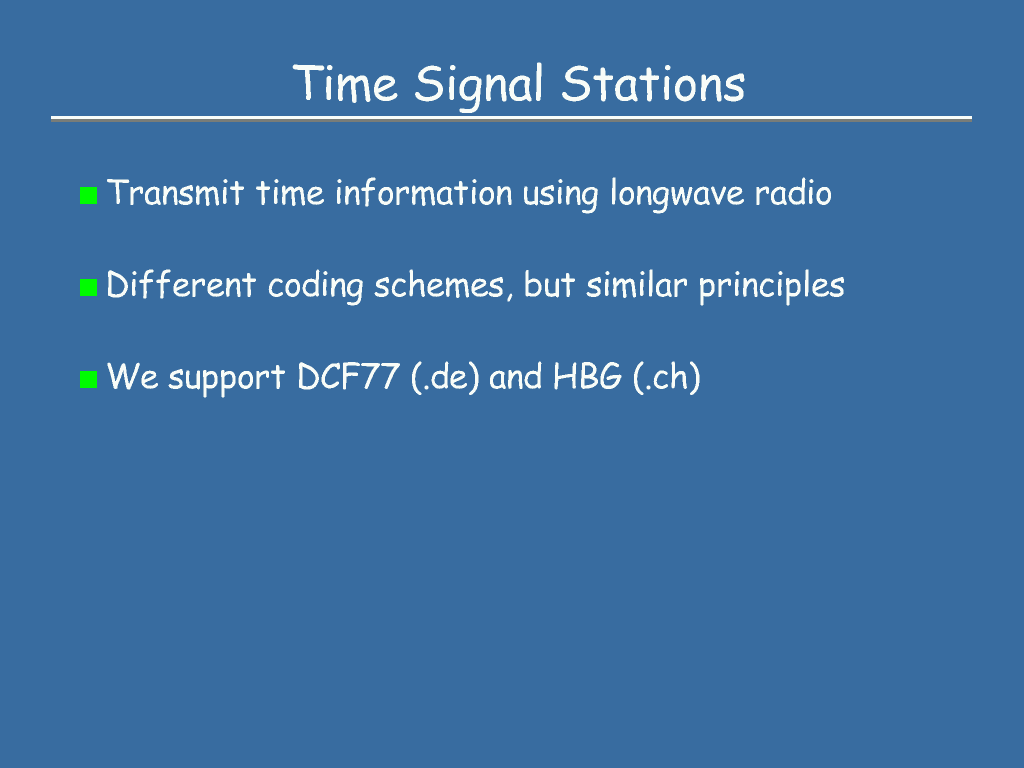 Time Signal Stations
Transmit time information using longwave radio
Different coding schemes, but similar principles
We support DCF77 (.de) and HBG (.ch)